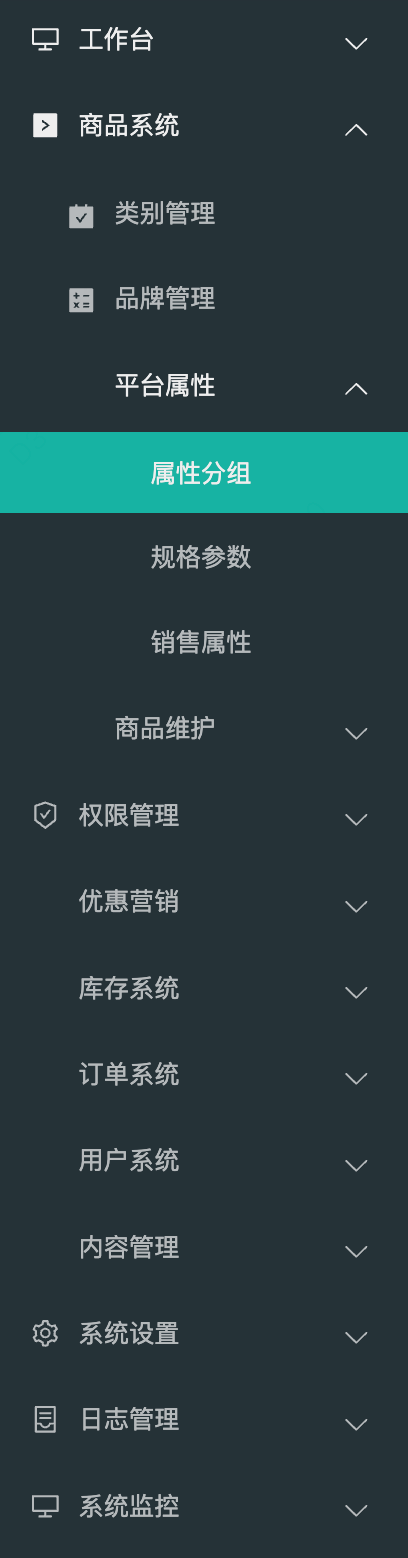 工作台
商品系统
类别管理
品牌管理
平台属性
属性分组
规格参数
销售属性
商品维护
权限管理
优惠营销
库存系统
订单系统
用户系统
内容管理
系统设置
日志管理
系统监控